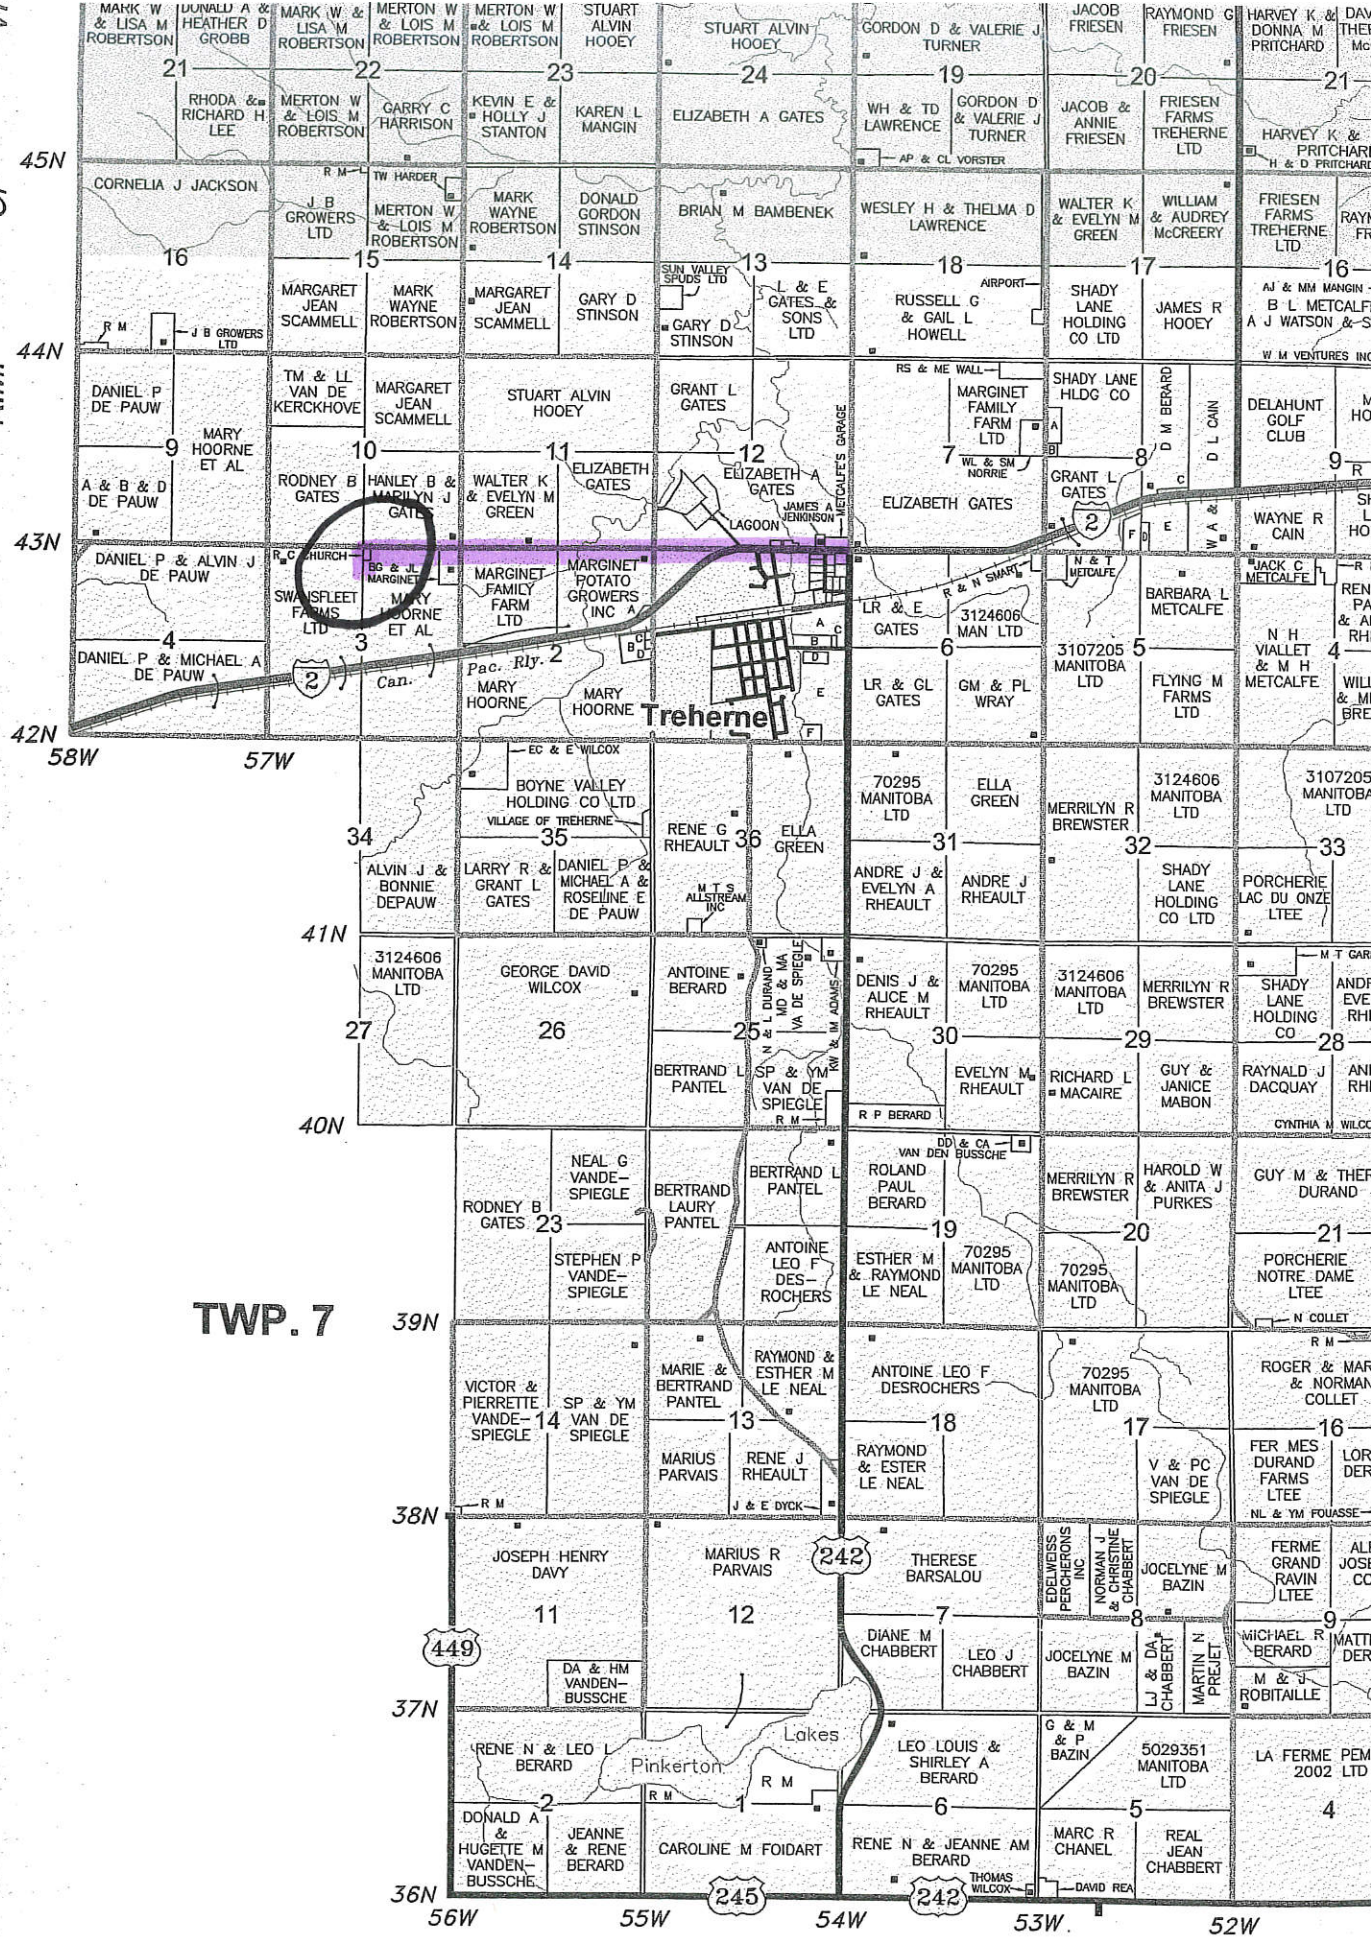 MARK W
& LISA M
ROBERTSON
DONALD A &
HEATHER D
GROBB
MARK W &
LISA M
ROBERTSON
MERTON W
& LOIS M
ROBERTSON
MERTON W
& LOIS M
ROBERTSON
STUART
ALVIN
HOOEY
STUART ALVIN
HOOEY
GORDON D & VALERIE J
TURNER
JACOB
FRIESEN
RAYMOND G
FRIESEN
HARVEY K &
DONNA M
PRITCHARD
21
22
23
24
19
20
21
RHODA &
RICHARD H
LEE
MERTON W
& LOIS M
ROBERTSON
GARRY C
HARRISON
KEVIN E &
HOLLY J
STANTON
KAREN L
MANGIN
ELIZABETH A GATES
WH & TD
LAWRENCE
GORDON D
& VALERIE J
TURNER
JACOB &
ANNIE
FRIESEN
FRIESEN
FARMS
TREHERNE
LTD
HARVEY K &
PRITCHARD
H & D PRITCHARD
AP & CL VORSTER
45N
CORNELIA J JACKSON
R M
TW HARDER
J B
GROWERS
LTD
MERTON W
& LOIS M
ROBERTSON
MARK
WAYNE
ROBERTSON
DONALD
GORDON
STINSON
BRIAN M BAMBENEK
WESLEY H & THELMA D
LAWRENCE
WALTER K
& EVELYN M
GREEN
WILLIAM
& AUDREY
McCREERY
FRIESEN
FARMS
TREHERNE
LTD
16
15
14
13
18
17
16
MARGARET
JEAN
SCAMMELL
MARK
WAYNE
ROBERTSON
MARGARET
JEAN
SCAMMELL
GARY D
STINSON
SUN VALLEY
SPUDS LTD
GARY D
STINSON
L & E
GATES &
SONS
LTD
RUSSELL G
& GAIL L
HOWELL
AIRPORT
SHADY
LANE
HOLDING
CO LTD
JAMES R
HOOEY
AJ & MM MANGIN
B L METCALF
A J WATSON & S
W M VENTURES INC
R M
J B GROWERS
LTD
44N
DANIEL P
DE PAUW
MARY
HOORNE
ET AL
TM & LL
VAN DE
KERCKHOVE
MARGARET
JEAN
SCAMMELL
STUART ALVIN
HOOEY
GRANT L
GATES
METCALFE'S GARAGE
RS & ME WALL
MARGINET
FAMILY
FARM
LTD
SHADY LANE
HLDG CO
A
B
D M BERARD
W A & D L CAIN
DELAHUNT
GOLF
CLUB
9
10
11
12
7
8
9
A & B & D
DE PAUW
RODNEY B
GATES
HANLEY B &
MARILYN J
GATES
WALTER K
& EVELYN M
GREEN
ELIZABETH
GATES
ELIZABETH A
GATES
LAGOON
JAMES A
JENKINSON
ELIZABETH GATES
WL & SM
NORRIE
GRANT L
GATES
2
C
F
D
E
WAYNE R
CAIN
43N
DANIEL P & ALVIN J
DE PAUW
R C CHURCH
BG & JL
MARGINET
SWANSFLEET
FARMS
LTD
MARY
HOORNE
ET AL
MARGINET
FAMILY
FARM
LTD
MARGINET
POTATO
GROWERS
INC
A
B
C
D
A
B
C
D
E
F
LR & E
GATES
R & N SMART
3124606
MAN LTD
N & T
METCALFE
BARBARA L
METCALFE
JACK C
METCALFE
N H
VIALLET
& M H
METCALFE
4
3
2
6
5
4
DANIEL P & MICHAEL A
DE PAUW
2
Can. Pac. Rly.
MARY
HOORNE
MARY
HOORNE
Treherne
LR & GL
GATES
GM & PL
WRAY
3107205
MANITOBA
LTD
FLYING M
FARMS
LTD
42N
58W
57W
EC & E WILCOX
BOYNE VALLEY
HOLDING CO LTD
VILLAGE OF TREHERNE
RENE G
RHEAULT
ELLA
GREEN
70295
MANITOBA
LTD
ELLA
GREEN
MERRILYN R
BREWSTER
3124606
MANITOBA
LTD
3107205
MANITOBA
LTD
34
35
36
31
32
33
ALVIN J &
BONNIE
DEPAUW
LARRY R &
GRANT L
GATES
DANIEL P &
MICHAEL A &
ROSELINE E
DE PAUW
M T S
ALLSTREAM
INC
ANDRE J &
EVELYN A
RHEAULT
ANDRE J
RHEAULT
SHADY
LANE
HOLDING
CO LTD
PORCHERIE
LAC DU ONZE
LTEE
41N
3124606
MANITOBA
LTD
GEORGE DAVID
WILCOX
ANTOINE
BERARD
N & L DURAND
MD & MA
VA DE SPIEGLE
KW & IM ADAMS
DENIS J &
ALICE M
RHEAULT
70295
MANITOBA
LTD
3124606
MANITOBA
LTD
MERRILYN R
BREWSTER
M T GAR
SHADY
LANE
HOLDING
CO
27
26
25
30
29
28
BERTRAND L
PANTEL
SP & YM
VAN DE
SPIEGLE
R M
R P BERARD
EVELYN M
RHEAULT
RICHARD L
MACAIRE
GUY &
JANICE
MABON
RAYNALD J
DACQUAY
CYNTHIA M WILCO
40N
RODNEY B
GATES
NEAL G
VANDE-
SPIEGLE
BERTRAND
LAURY
PANTEL
BERTRAND L
PANTEL
ROLAND
PAUL
BERARD
DD & CA
VAN DEN BUSSCHE
MERRILYN R
BREWSTER
HAROLD W
& ANITA J
PURKES
GUY M & THER
DURAND
23
19
20
21
STEPHEN P
VANDE-
SPIEGLE
ANTOINE
LEO F
DES-
ROCHERS
ESTHER M
& RAYMOND
LE NEAL
70295
MANITOBA
LTD
70295
MANITOBA
LTD
PORCHERIE
NOTRE DAME
LTEE
N COLLET
TWP. 7
39N
VICTOR &
PIERRETTE
VANDE-
SPIEGLE
SP & YM
VAN DE
SPIEGLE
MARIE &
BERTRAND
PANTEL
RAYMOND &
ESTHER M
LE NEAL
ANTOINE LEO F
DESROCHERS
70295
MANITOBA
LTD
R M
ROGER & MAR
& NORMAN
COLLET
14
13
18
17
16
MARIUS
PARVAIS
RENE J
RHEAULT
RAYMOND
& ESTER
LE NEAL
V & PC
VAN DE
SPIEGLE
FER MES
DURAND
FARMS
LTEE
R M
J & E DYCK
NL & YM FOUASSE
38N
JOSEPH HENRY
DAVY
MARIUS R
PARVAIS
242
THERESE
BARSALOU
EDELWEISS
PERCHERONS
INC
NORMAN J
& CHRISTINE
CHABBERT
JOCELYNE M
BAZIN
FERME
GRAND
RAVIN
LTEE
11
12
7
8
9
449
DA & HM
VANDEN-
BUSSCHE
DIANE M
CHABBERT
LEO J
CHABBERT
JOCELYNE M
BAZIN
LJ & DA
CHABBERT
MARTIN N
PREJET
MICHAEL R
BERARD
M & J
ROBITAILLE
37N
RENE N & LEO L
BERARD
Pinkerton
Lakes
R M
R M
LEO LOUIS &
SHIRLEY A
BERARD
G & M
& P
BAZIN
5029351
MANITOBA
LTD
LA FERME PEM
2002 LTD
2
1
6
5
4
DONALD A
&
HUGETTE M
VANDEN-
BUSSCHE
JEANNE
& RENE
BERARD
CAROLINE M FOIDART
RENE N & JEANNE AM
BERARD
THOMAS
WILCOX
DAVID REA
MARC R
CHANEL
REAL
JEAN
CHABBERT
36N
245
242
56W
55W
54W
53W
52W